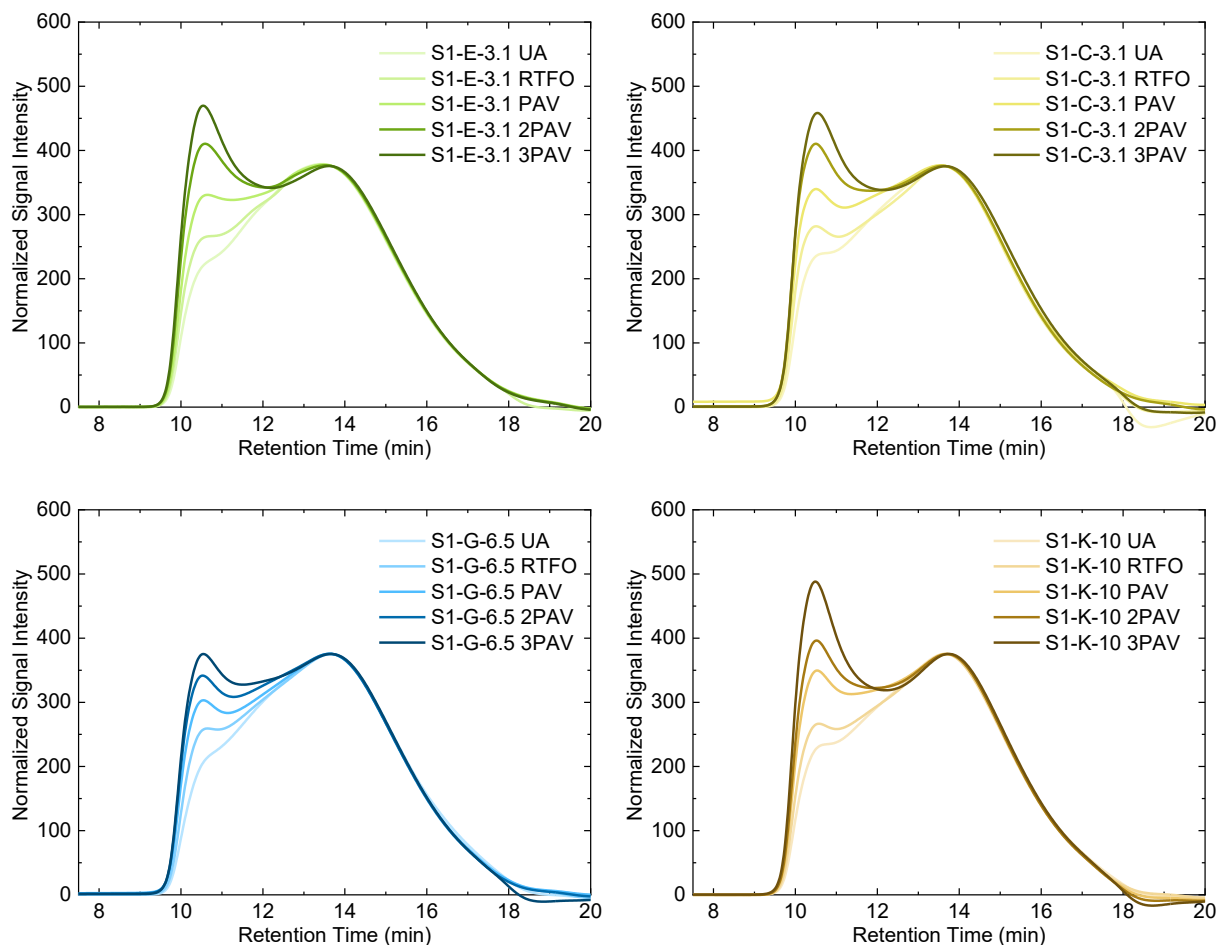 600
500
400
300
200
100
0
Normalized Signal Intensity
S1-E-3.1 UA
S1-E-3.1 RTFO
S1-E-3.1 PAV
S1-E-3.1 2PAV
S1-E-3.1 3PAV
8 10 12 14 16 18 20
Retention Time (min)
600
500
400
300
200
100
0
Normalized Signal Intensity
S1-C-3.1 UA
S1-C-3.1 RTFO
S1-C-3.1 PAV
S1-C-3.1 2PAV
S1-C-3.1 3PAV
8 10 12 14 16 18 20
Retention Time (min)
600
500
400
300
200
100
0
Normalized Signal Intensity
S1-G-6.5 UA
S1-G-6.5 RTFO
S1-G-6.5 PAV
S1-G-6.5 2PAV
S1-G-6.5 3PAV
8 10 12 14 16 18 20
Retention Time (min)
600
500
400
300
200
100
0
Normalized Signal Intensity
S1-K-10 UA
S1-K-10 RTFO
S1-K-10 PAV
S1-K-10 2PAV
S1-K-10 3PAV
8 10 12 14 16 18 20
Retention Time (min)